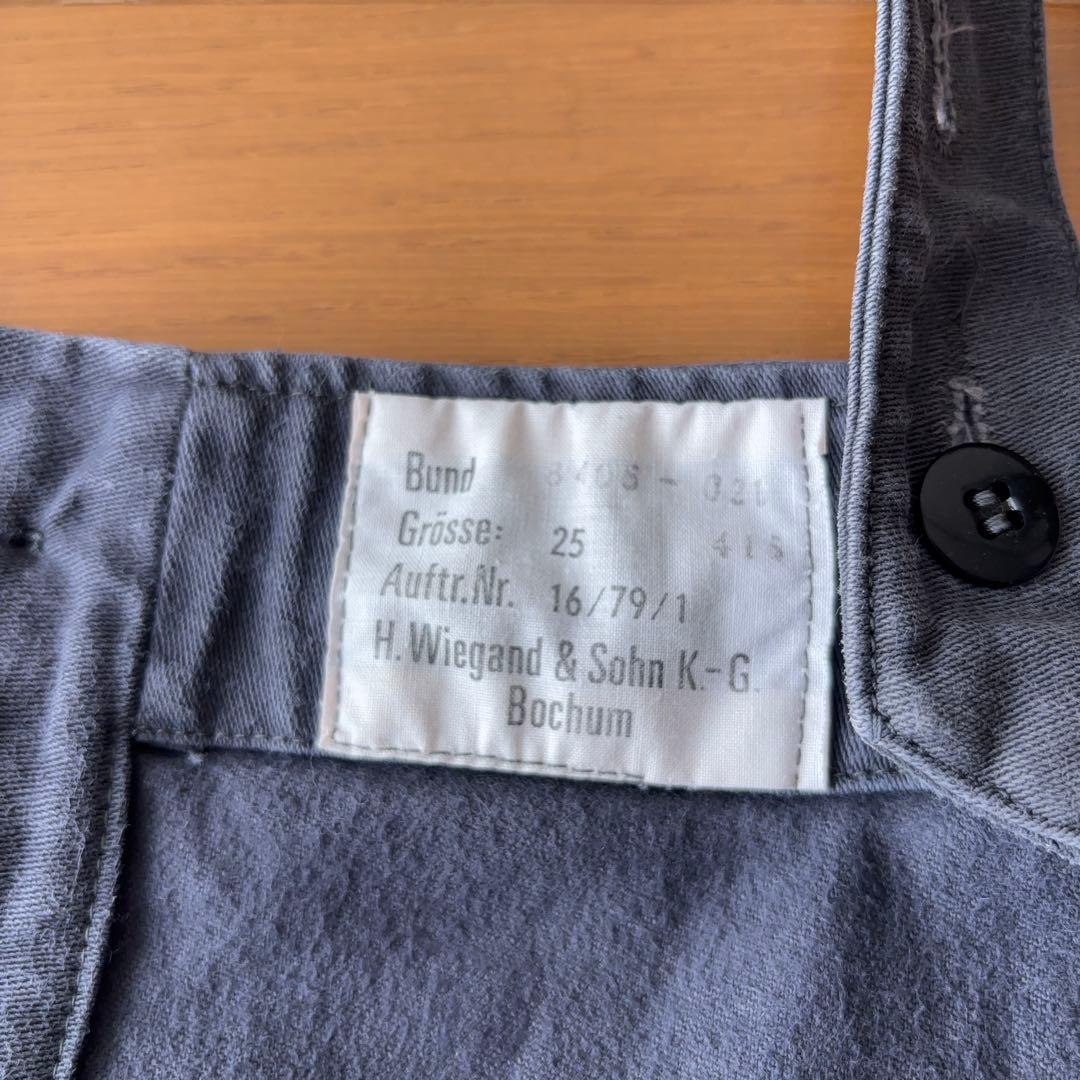 Bund
Grösse: 25
Auftr.Nr. 16/79/1
H. Wiegand & Sohn K.-G.
Bochum